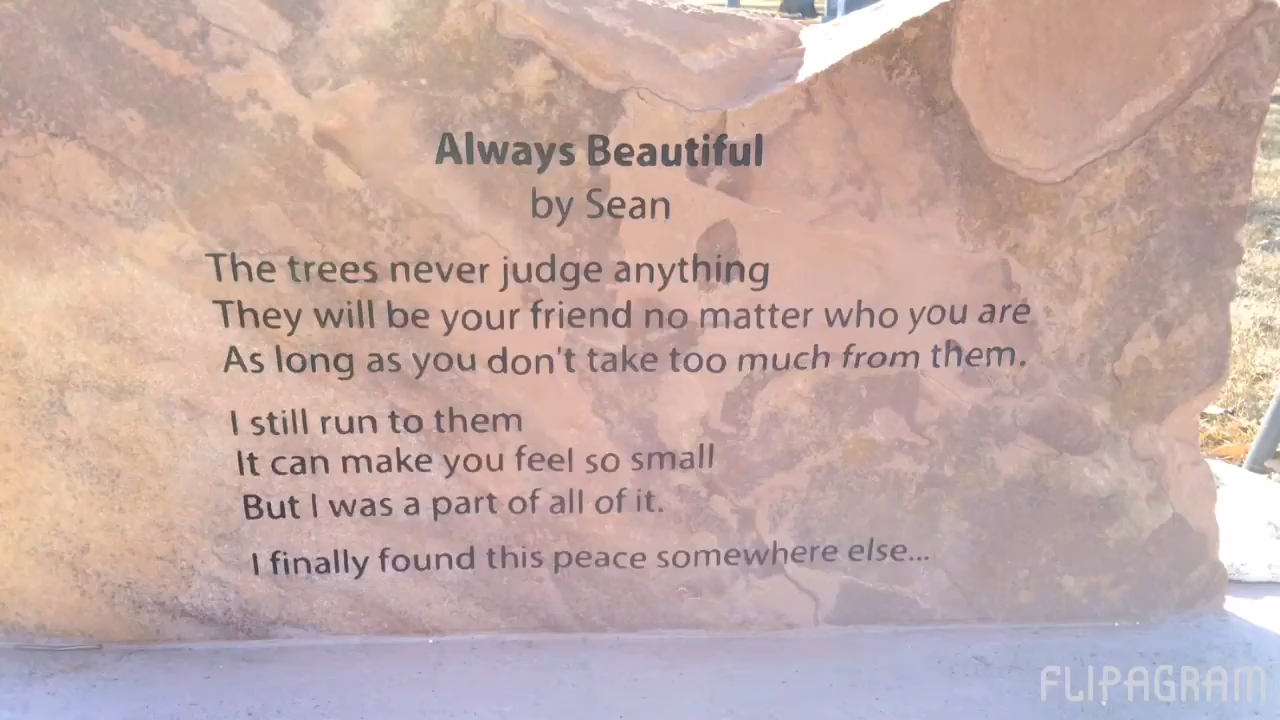 Always Beautiful
by Sean
The trees never judge anything
They will be your friend no matter who you are
As long as you don't take too much from them.
I still run to them
It can make you feel so small
But I was a part of all of it.
I finally found this peace somewhere else...
FLIPAGRAM